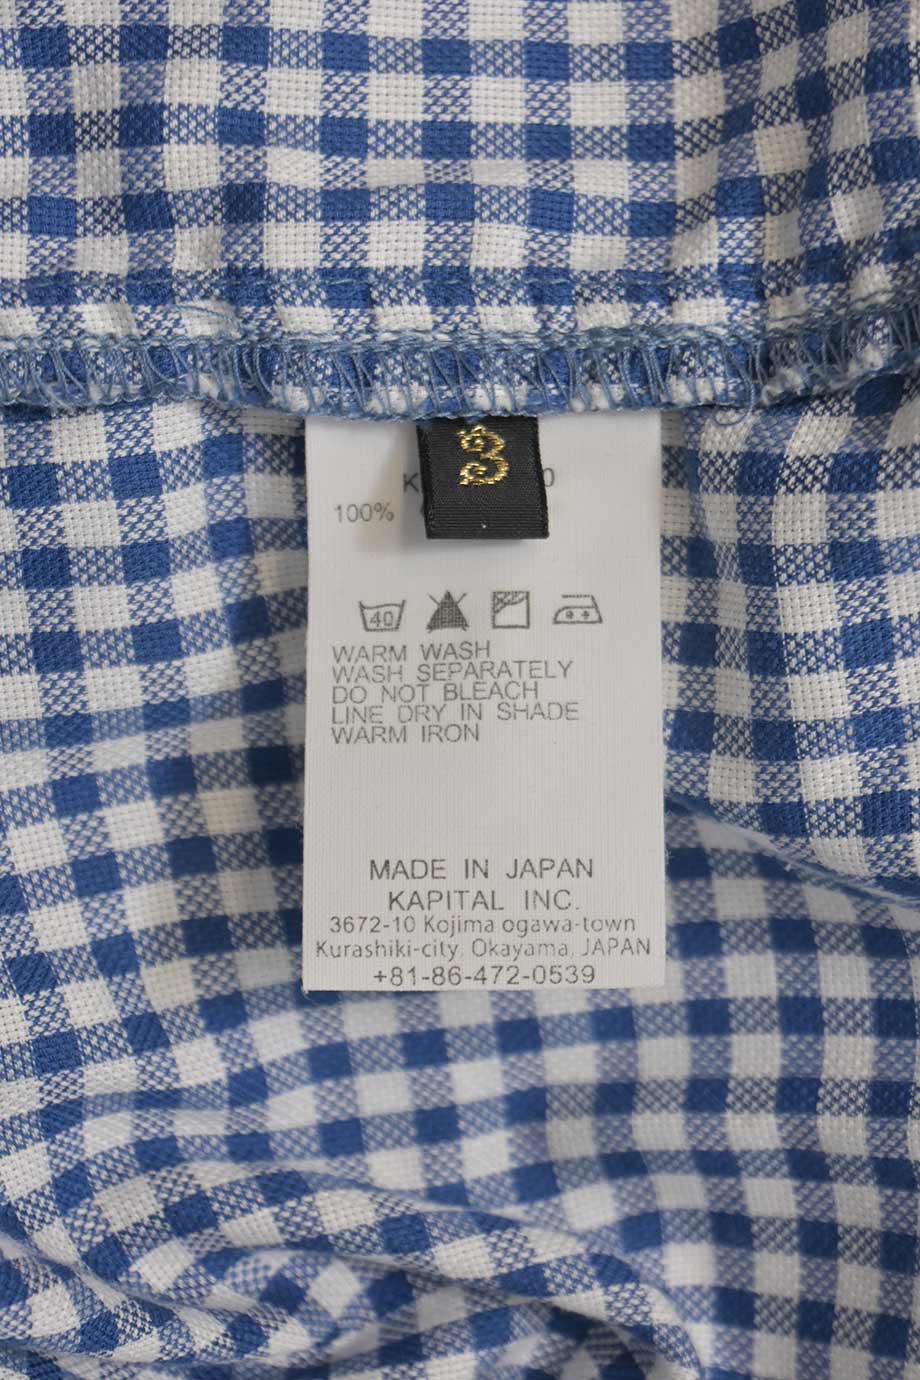 3
100%
40
WARM WASH
WASH SEPARATELY
DO NOT BLEACH
LINE DRY IN SHADE
WARM IRON
MADE IN JAPAN
KAPITAL INC.
3672-10 Kojima ogawa-town
Kurashiki-city, Okayama, JAPAN
+81-86-472-0539